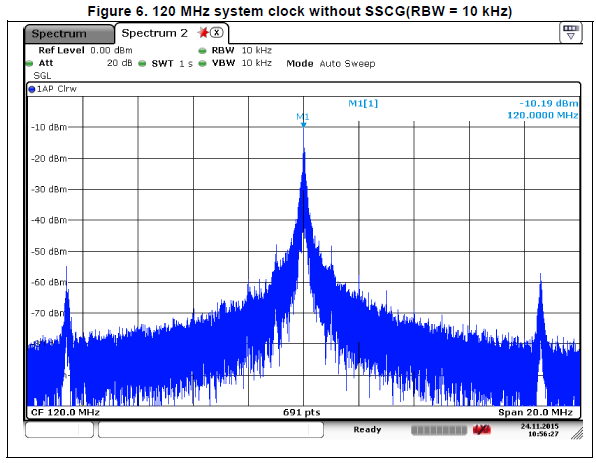 Figure 6. 120 MHz system clock without SSCG(RBW = 10 kHz)
Spectrum
Spectrum 2
Ref Level 0.00 dBm
RBW 10 kHz
Att 20 dB
SWT 1 s
VBW 10 kHz
Mode Auto Sweep
SGL
1AP Clrw
M1[1]
-10.19 dBm
120.0000 MHz
M1
-10 dBm
-20 dBm
-30 dBm
-40 dBm
-50 dBm
-60 dBm
-70 dBm
CF 120.0 MHz
691 pts
Span 20.0 MHz
Ready
24.11.2015
10:56:27